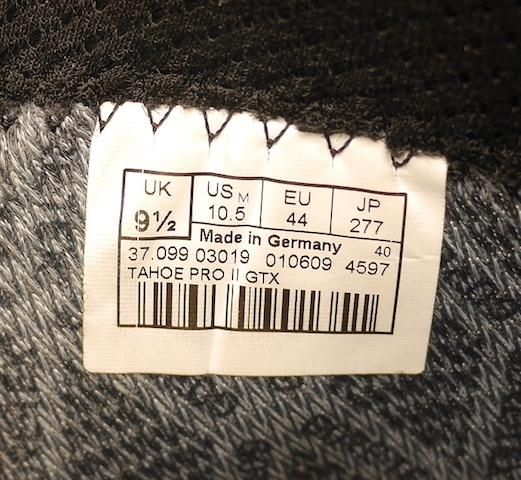 UK US M EU JP
9½ 10.5 44 277
Made in Germany 40
37.099 03019 010609 4597
TAHOE PRO II GTX